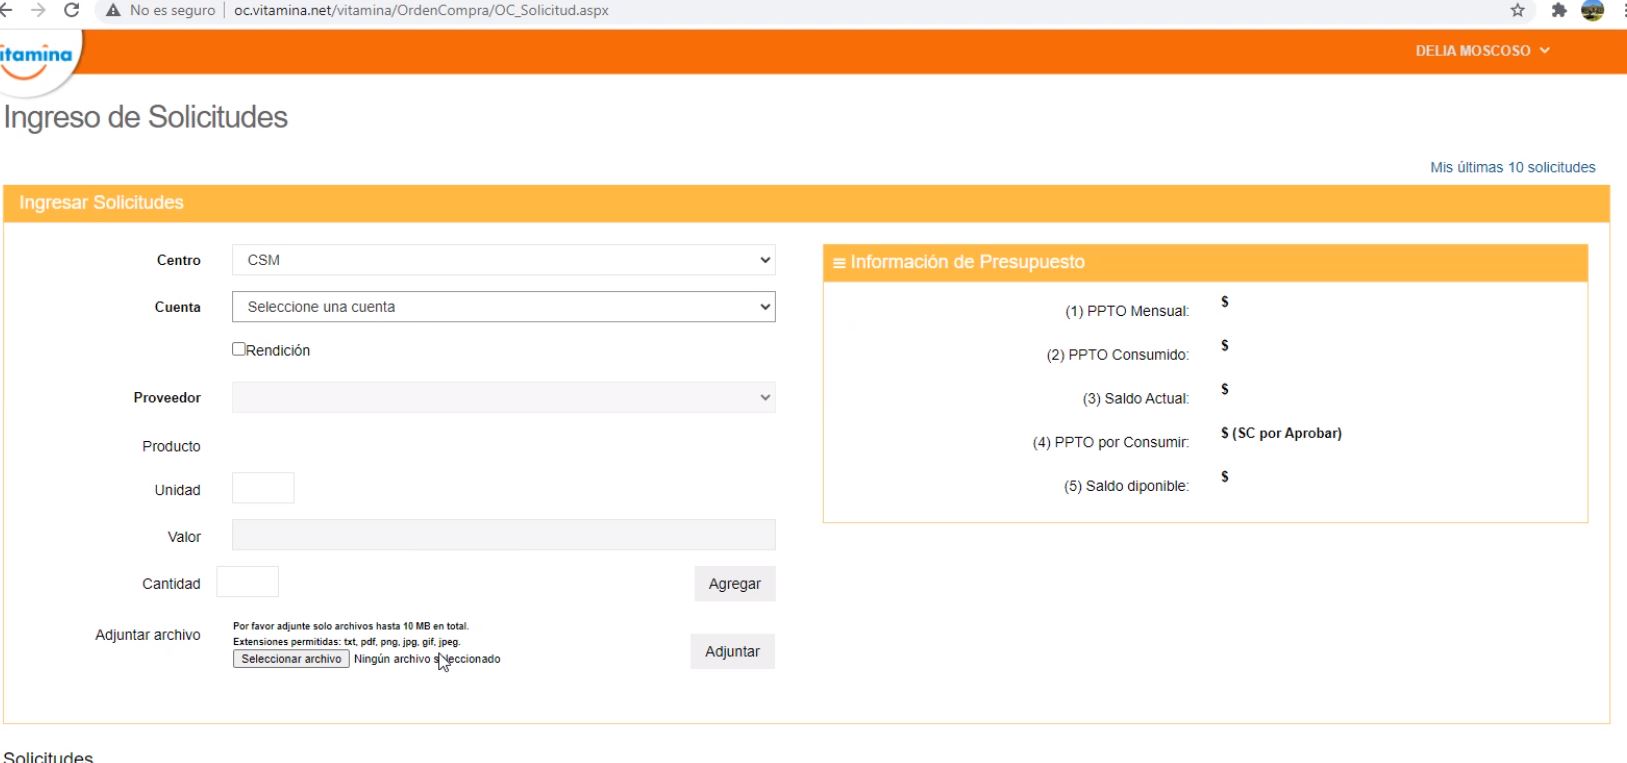 No es seguro | oc.vitamina.net/vitamina/OrdenCompra/OC_Solicitud.aspx
itamina
DELIA MOSCOSO
Ingreso de Solicitudes
Mis últimas 10 solicitudes
Ingresar Solicitudes
Centro CSM
Cuenta Seleccione una cuenta
Rendición
Proveedor
Producto
Unidad
Valor
Cantidad Agregar
Adjuntar archivo
Por favor adjunte solo archivos hasta 10 MB en total.
Extensiones permitidas: txt, pdf, png, jpg, gif, jpeg.
Seleccionar archivo Ningún archivo seleccionado
Adjuntar
Información de Presupuesto
(1) PPTO Mensual: $
(2) PPTO Consumido: $
(3) Saldo Actual: $
(4) PPTO por Consumir: $ (SC por Aprobar)
(5) Saldo diponible: $
Solicitudes